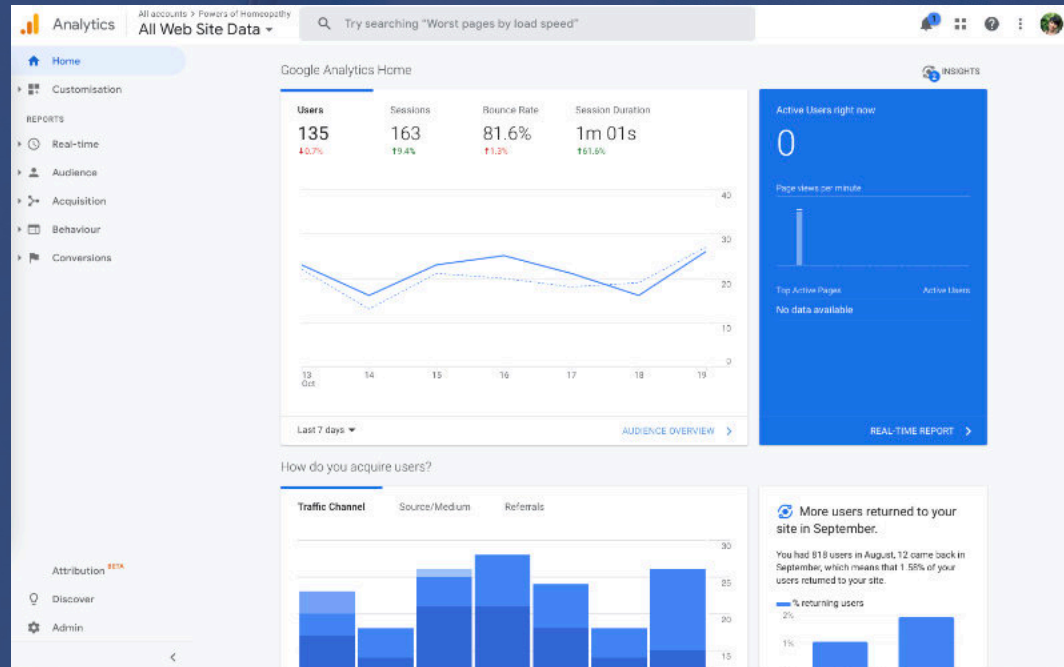 Analytics
All accounts > Powers of Homeopathy
All Web Site Data
Try searching "Worst pages by load speed"
1
Home
Customisation
REPORTS
Real-time
Audience
Acquisition
Behaviour
Conversions
Attribution BETA
Discover
Admin
Google Analytics Home
INSIGHTS
2
Users
135
↓0.7%
Sessions
163
↑9.4%
Bounce Rate
81.6%
↑1.3%
Session Duration
1m 01s
↑61.6%
40
30
20
10
0
13 14 15 16 17 18 19
Oct
Last 7 days
AUDIENCE OVERVIEW
Active Users right now
0
Page views per minute
Top Active Pages Active Users
No data available
REAL-TIME REPORT
How do you acquire users?
Traffic Channel Source/Medium Referrals
30
25
20
15
More users returned to your
site in September.
You had 818 users in August, 12 came back in
September, which means that 1.58% of your
users returned to your site.
% returning users
2%
1%